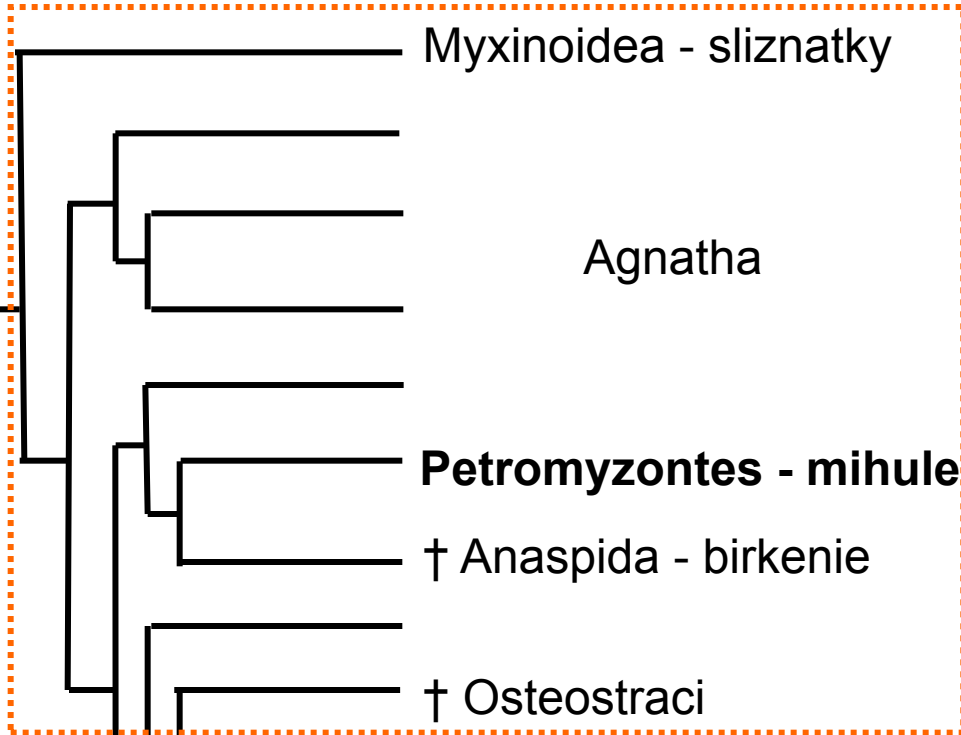 Myxinoidea - sliznatky
Agnatha
Petromyzontes - mihule
† Anaspida - birkenie
† Osteostraci